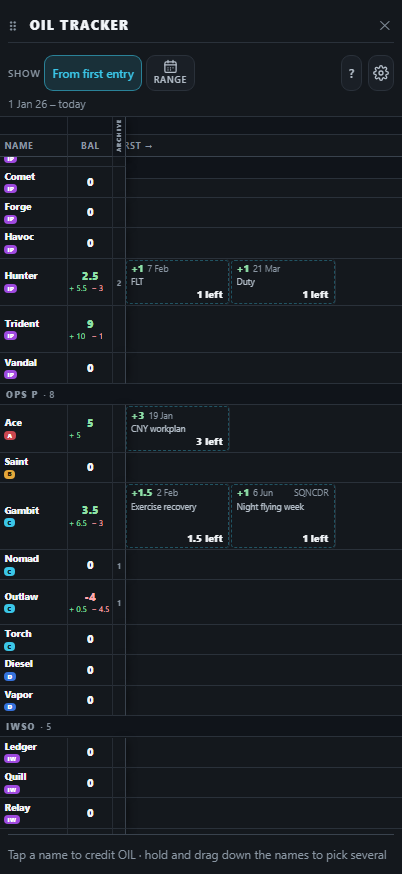 OIL TRACKER
SHOW From first entry RANGE ?
1 Jan 26 – today
NAME BAL ARCHIVE RST →
IP
Comet 0
IP
Forge 0
IP
Havoc 0
IP
Hunter 2.5 +1 7 Feb +1 21 Mar
IP + 5.5 − 3 2 FLT Duty
1 left 1 left
Trident 9
IP + 10 − 1
Vandal 0
IP
OPS P · 8
Ace 5 +3 19 Jan
A + 5 CNY workplan
3 left
Saint 0
B
Gambit 3.5 +1.5 2 Feb +1 6 Jun SQNCDR
C + 6.5 − 3 Exercise recovery Night flying week
1.5 left 1 left
Nomad 0 1
C
Outlaw -4 1
C + 0.5 − 4.5
Torch 0
C
Diesel 0
D
Vapor 0
D
IWSO · 5
Ledger 0
IW
Quill 0
IW
Relay 0
IW
Tap a name to credit OIL · hold and drag down the names to pick several